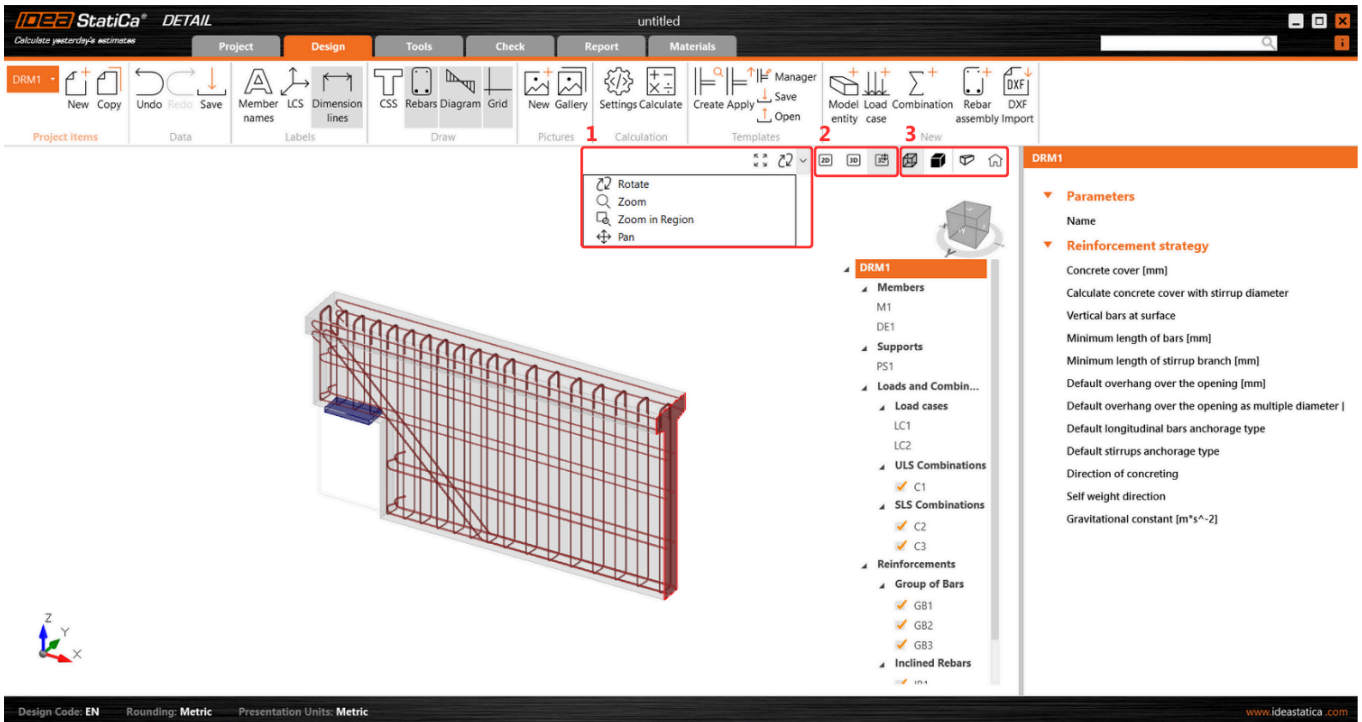 IDEA StatiCa® DETAIL
untitled
Calculate yesterday's estimates
Project
Design
Tools
Check
Report
Materials
DRM1
New
Copy
Undo
Redo
Save
Member names
LCS
Dimension lines
CSS
Rebars
Diagram
Grid
New
Gallery
Settings
Calculate
Create
Apply
Manager
Save
Open
Model entity
Load case
Combination
Rebar assembly
DXF Import
Project Items
Data
Labels
Draw
Pictures
1
Calculation
Templates
2
3
New
2D
3D
Rotate
Zoom
Zoom in Region
Pan
DRM1
Members
M1
DE1
Supports
PS1
Loads and Combin...
Load cases
LC1
LC2
ULS Combinations
C1
SLS Combinations
C2
C3
Reinforcements
Group of Bars
GB1
GB2
GB3
Inclined Rebars
DRM1
Parameters
Name
Reinforcement strategy
Concrete cover [mm]
Calculate concrete cover with stirrup diameter
Vertical bars at surface
Minimum length of bars [mm]
Minimum length of stirrup branch [mm]
Default overhang over the opening [mm]
Default overhang over the opening as multiple diameter |
Default longitudinal bars anchorage type
Default stirrups anchorage type
Direction of concreting
Self weight direction
Gravitational constant [m*s^-2]
Z
Y
X
Design Code: EN
Rounding: Metric
Presentation Units: Metric
www.ideastatica.com